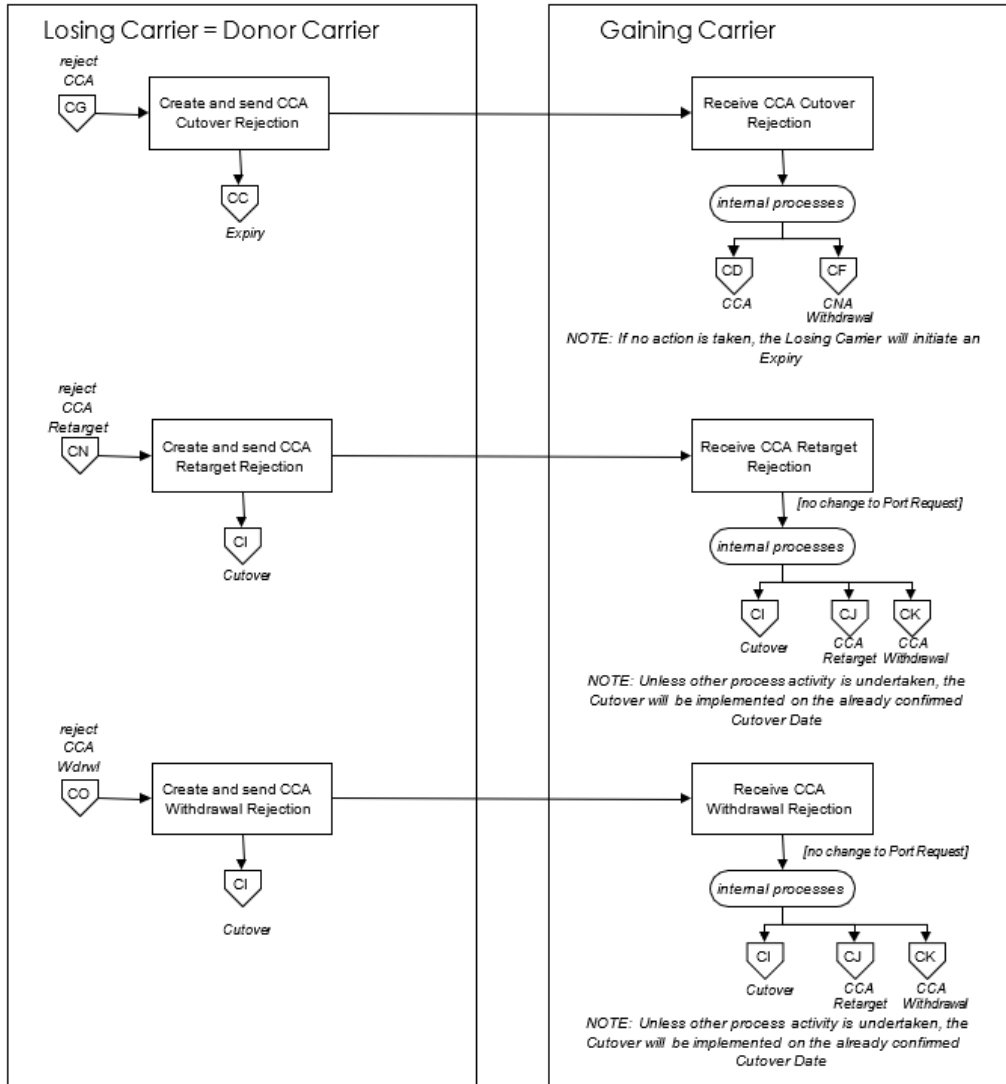 Losing Carrier = Donor Carrier
Gaining Carrier
reject
CCA
CG
Create and send CCA
Cutover Rejection
Receive CCA Cutover
Rejection
CC
Expiry
internal processes
CD
CCA
CF
CNA
Withdrawal
NOTE: If no action is taken, the Losing Carrier will initiate an
Expiry
reject
CCA
Retarget
CN
Create and send CCA
Retarget Rejection
Receive CCA Retarget
Rejection
[no change to Port Request]
CI
Cutover
internal processes
CI
Cutover
CJ
CCA
Retarget
CK
CCA
Withdrawal
NOTE: Unless other process activity is undertaken, the
Cutover will be implemented on the already confirmed
Cutover Date
reject
CCA
Wdrwl
CO
Create and send CCA
Withdrawal Rejection
Receive CCA
Withdrawal Rejection
[no change to Port Request]
CI
Cutover
internal processes
CI
Cutover
CJ
CCA
Retarget
CK
CCA
Withdrawal
NOTE: Unless other process activity is undertaken, the
Cutover will be implemented on the already confirmed
Cutover Date